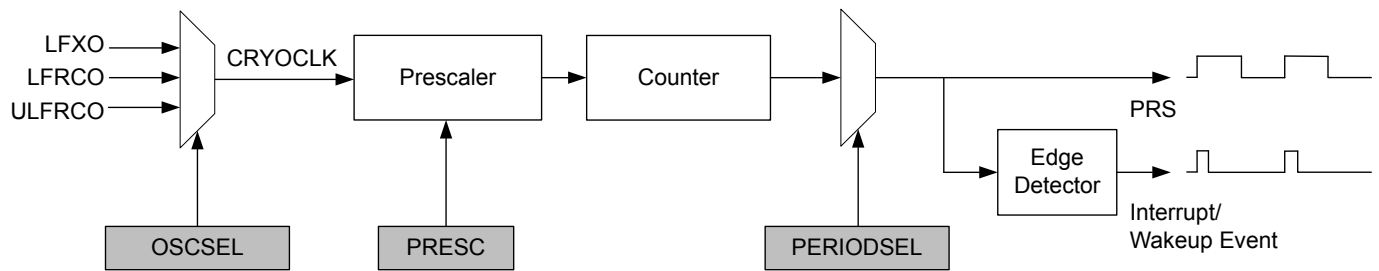 LFXO
LFRCO
ULFRCO
CRYOCLK
Prescaler
Counter
PRS
Edge
Detector
Interrupt/
Wakeup Event
OSCSEL
PRESC
PERIODSEL